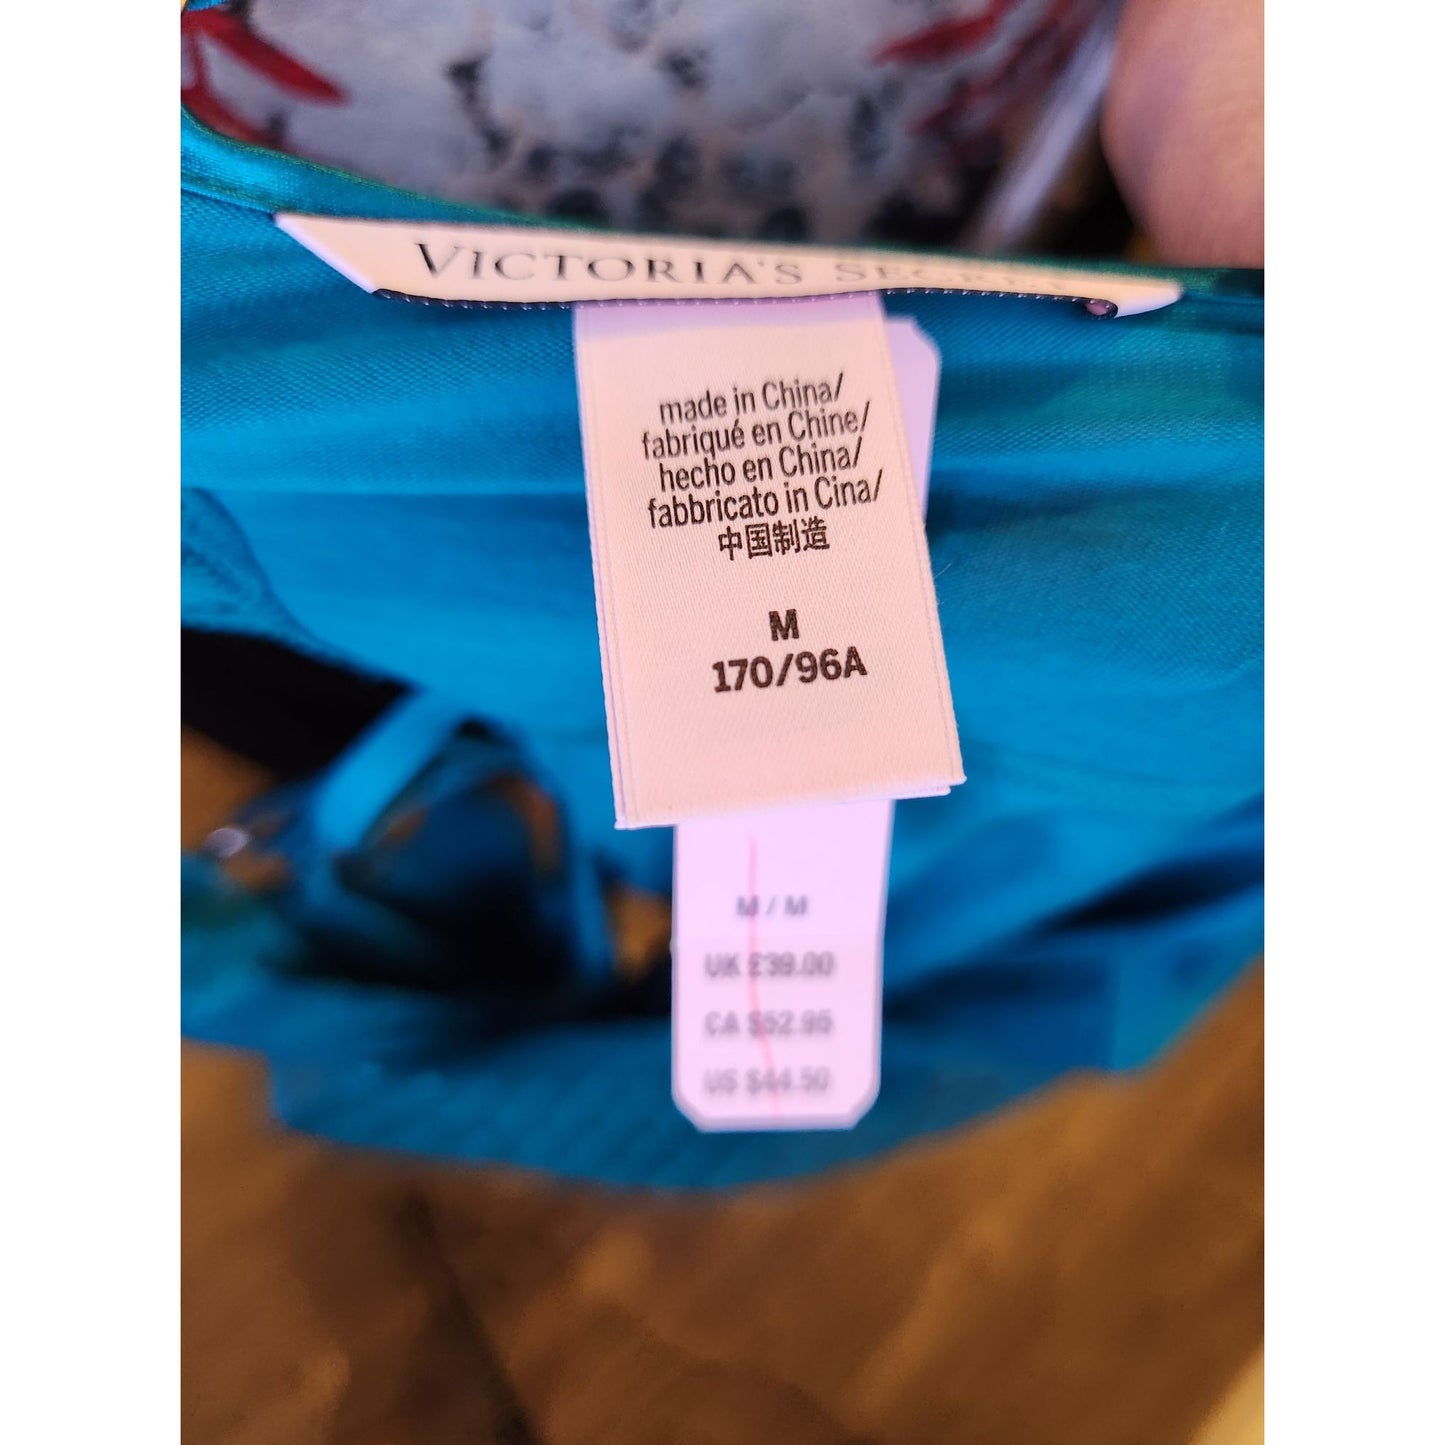 VICTORIA'S SECRET
made in China/
fabriqué en Chine/
hecho en China/
fabbricato in Cina/
中国制造
M
170/96A
M / M
UK £39.00
CA $52.95
US $44.50